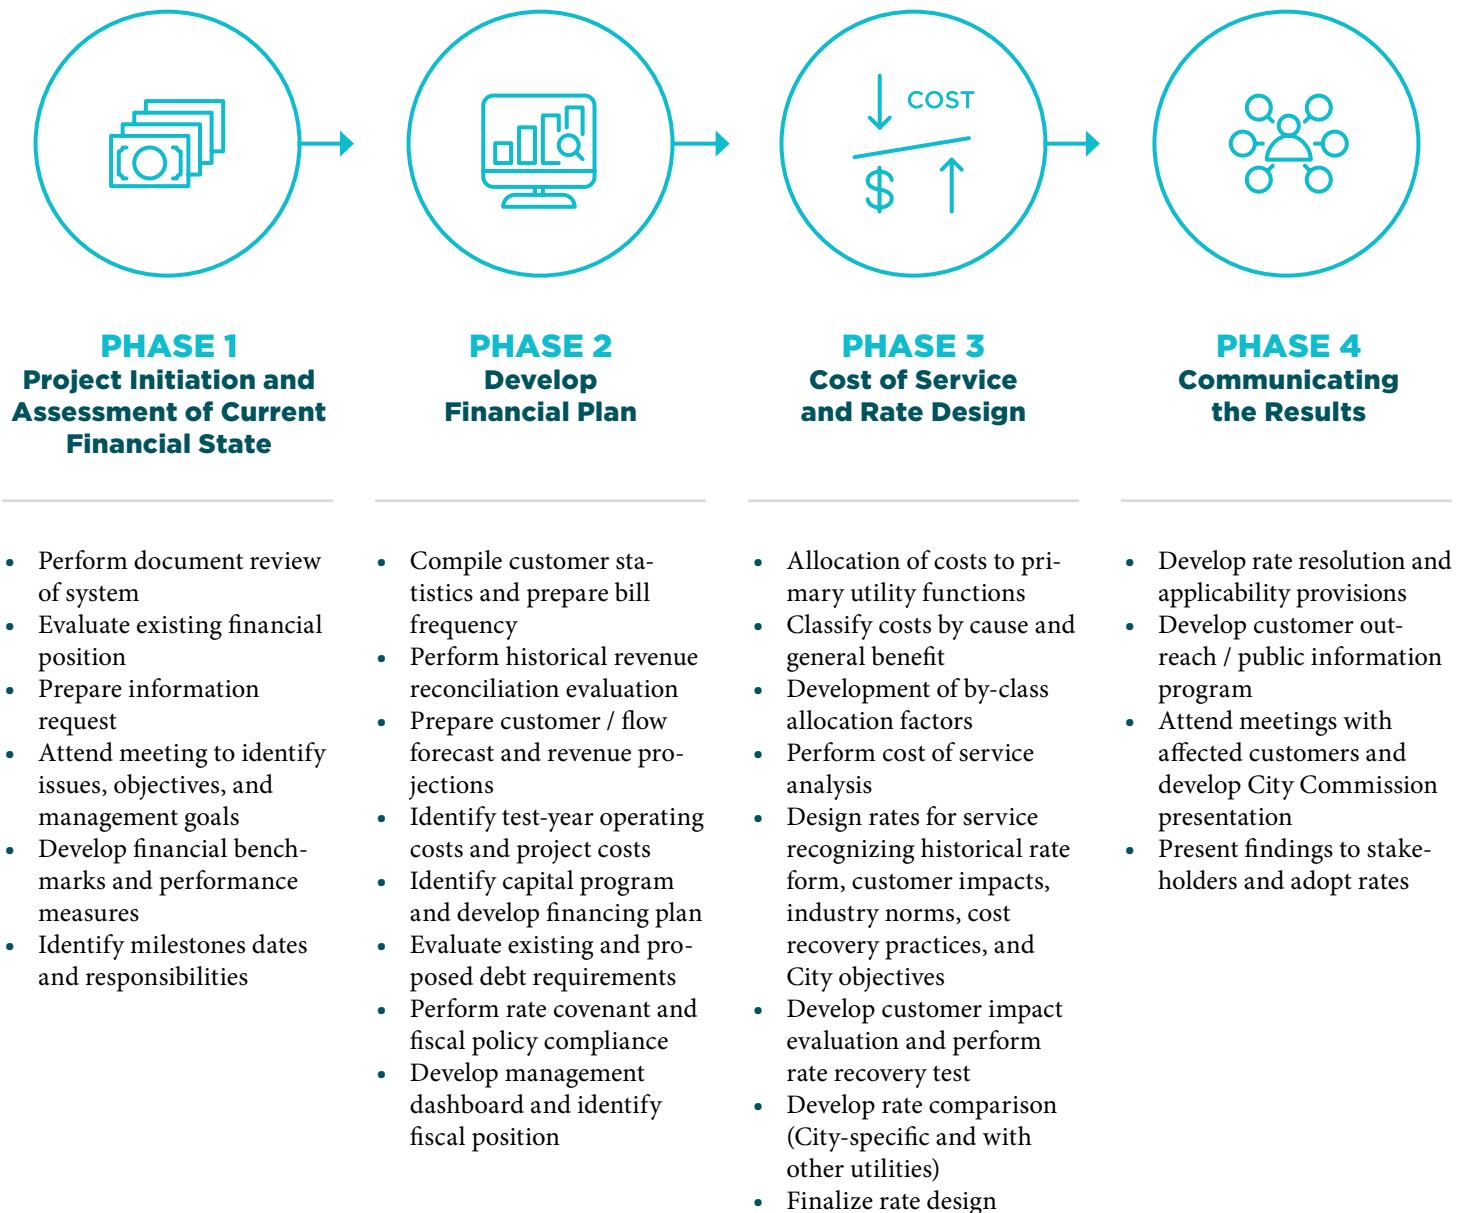 COST
$
PHASE 1
Project Initiation and
Assessment of Current
Financial State
• Perform document review
of system
• Evaluate existing financial
position
• Prepare information
request
• Attend meeting to identify
issues, objectives, and
management goals
• Develop financial bench-
marks and performance
measures
• Identify milestones dates
and responsibilities
PHASE 2
Develop
Financial Plan
• Compile customer sta-
tistics and prepare bill
frequency
• Perform historical revenue
reconciliation evaluation
• Prepare customer / flow
forecast and revenue pro-
jections
• Identify test-year operating
costs and project costs
• Identify capital program
and develop financing plan
• Evaluate existing and pro-
posed debt requirements
• Perform rate covenant and
fiscal policy compliance
• Develop management
dashboard and identify
fiscal position
PHASE 3
Cost of Service
and Rate Design
• Allocation of costs to pri-
mary utility functions
• Classify costs by cause and
general benefit
• Development of by-class
allocation factors
• Perform cost of service
analysis
• Design rates for service
recognizing historical rate
form, customer impacts,
industry norms, cost
recovery practices, and
City objectives
• Develop customer impact
evaluation and perform
rate recovery test
• Develop rate comparison
(City-specific and with
other utilities)
• Finalize rate design
PHASE 4
Communicating
the Results
• Develop rate resolution and
applicability provisions
• Develop customer out-
reach / public information
program
• Attend meetings with
affected customers and
develop City Commission
presentation
• Present findings to stake-
holders and adopt rates